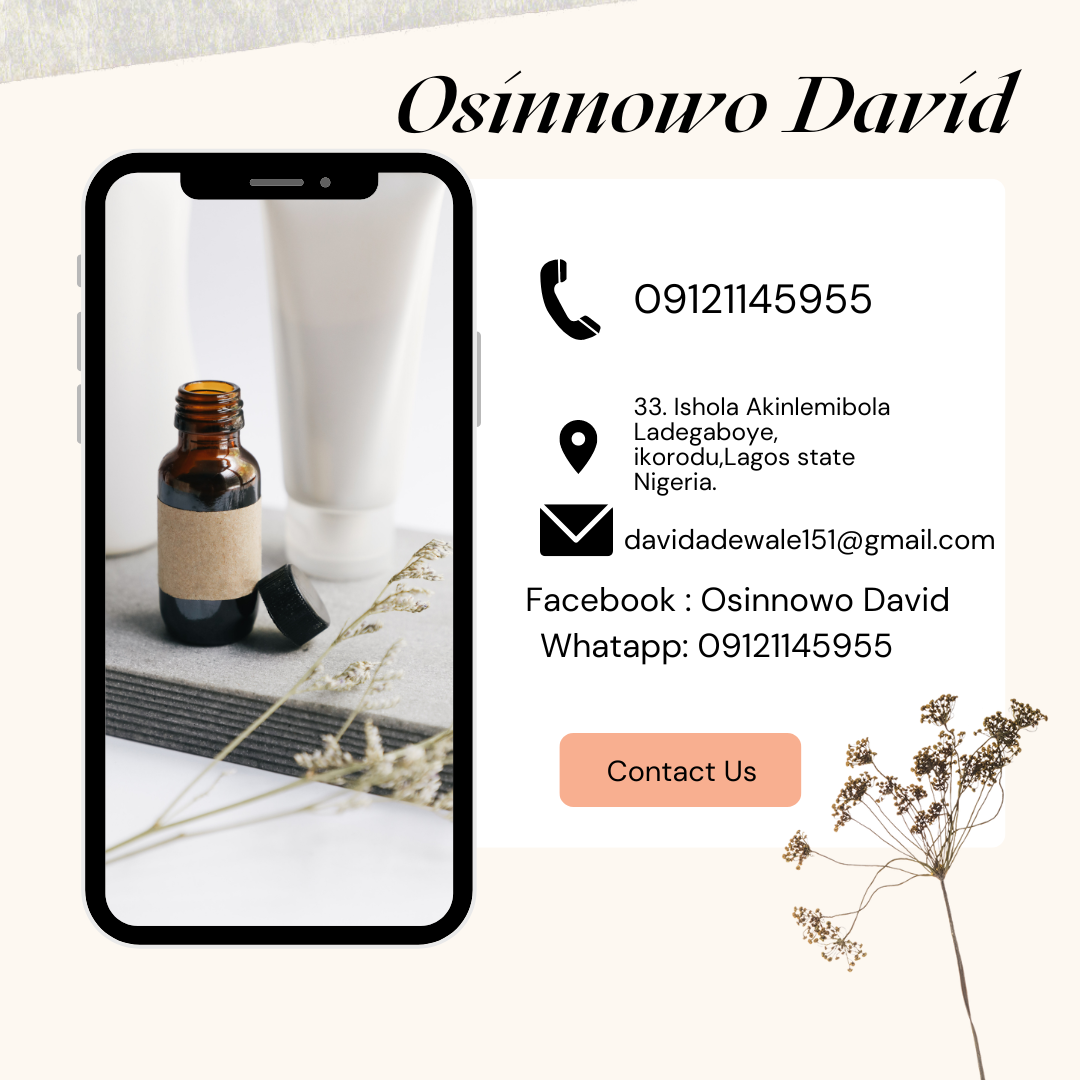 Osinnowo David
09121145955
33. Ishola Akinlemibola
Ladegaboye,
ikorodu,Lagos state
Nigeria.
davidadewale151@gmail.com
Facebook : Osinnowo David
Whatapp: 09121145955
Contact Us